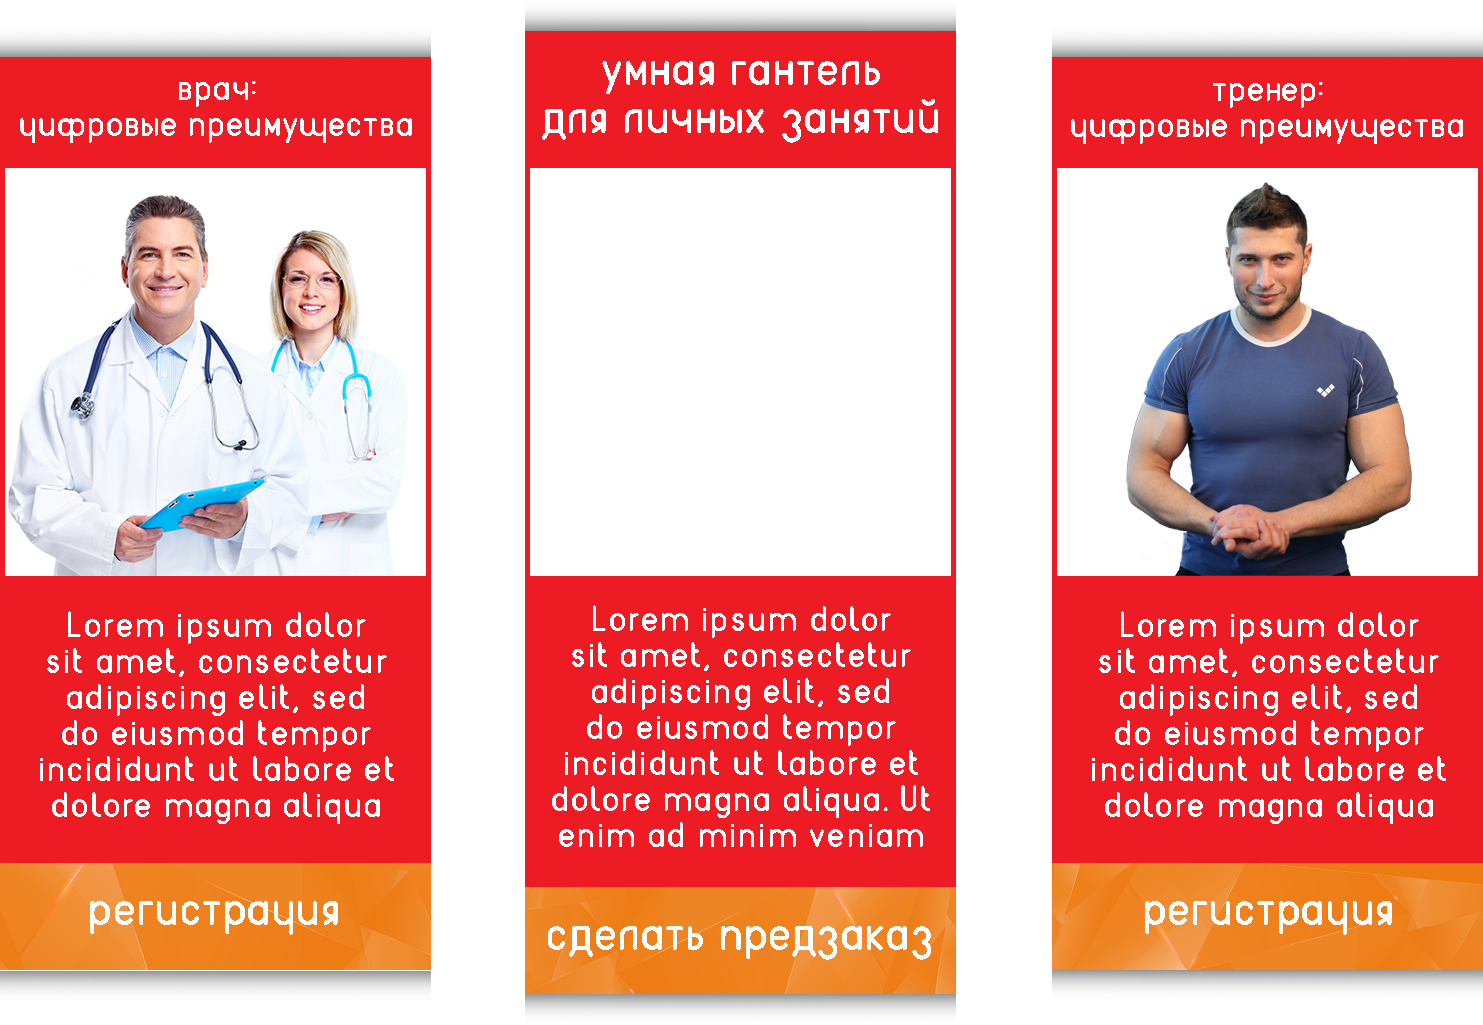 врач:
цифровые преимущества
Lorem ipsum dolor
sit amet, consectetur
adipiscing elit, sed
do eiusmod tempor
incididunt ut labore et
dolore magna aliqua
регистрация
умная гантель
для личных занятий
Lorem ipsum dolor
sit amet, consectetur
adipiscing elit, sed
do eiusmod tempor
incididunt ut labore et
dolore magna aliqua. Ut
enim ad minim veniam
сделать предзаказ
тренер:
цифровые преимущества
Lorem ipsum dolor
sit amet, consectetur
adipiscing elit, sed
do eiusmod tempor
incididunt ut labore et
dolore magna aliqua
регистрация